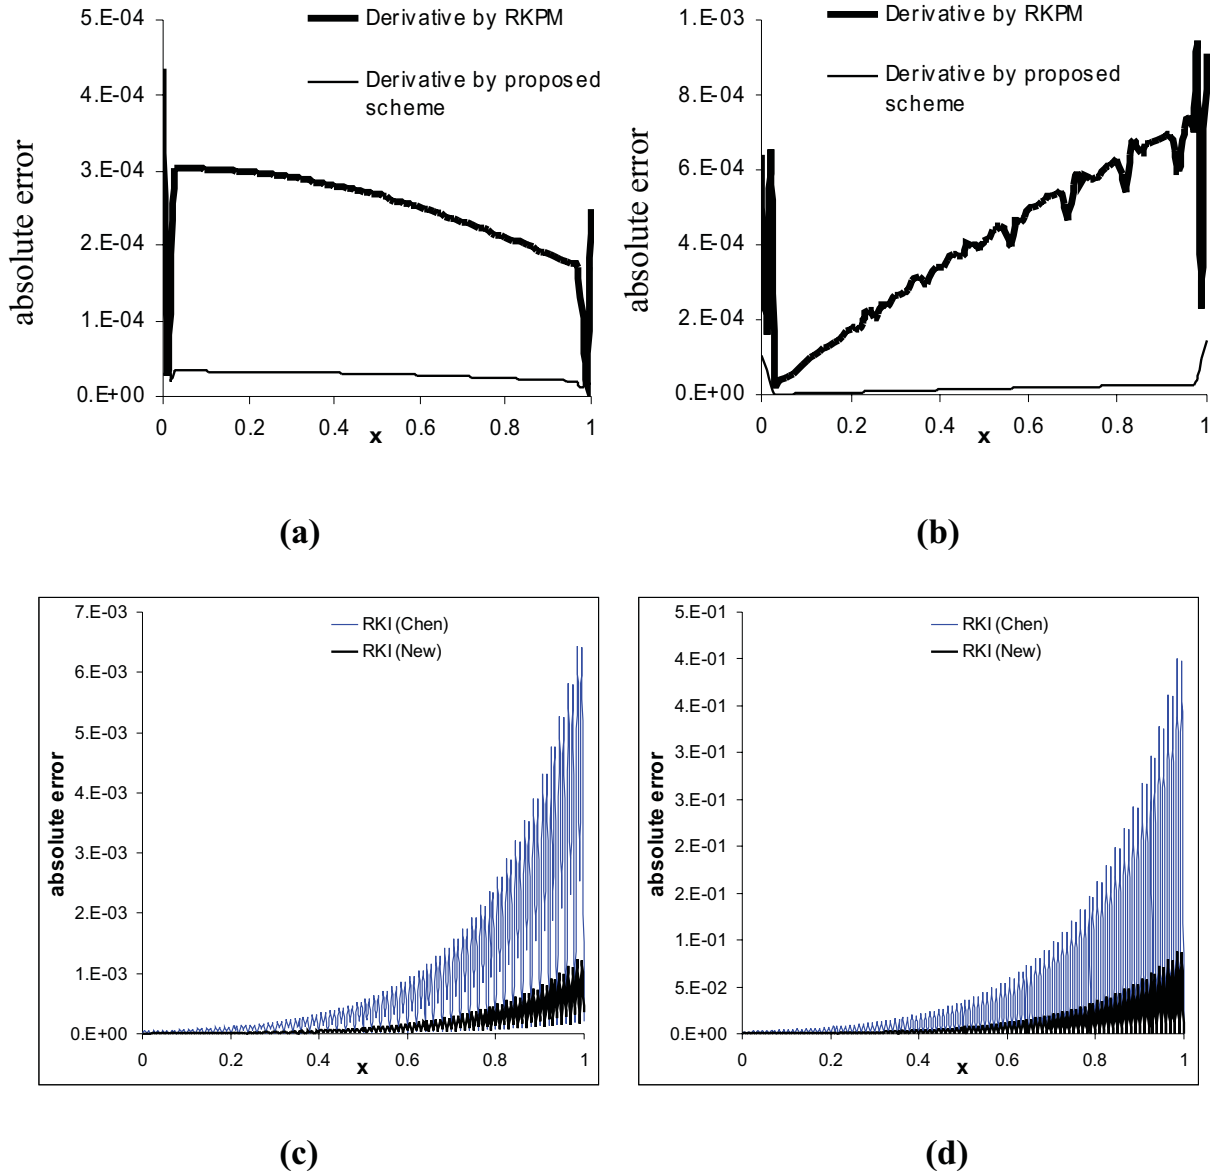 5.E-04
4.E-04
3.E-04
2.E-04
1.E-04
0.E+00
absolute error
Derivative by RKPM
Derivative by proposed
scheme
0
0.2
0.4
0.6
0.8
1
x
(a)
1.E-03
8.E-04
6.E-04
4.E-04
2.E-04
0.E+00
absolute error
Derivative by RKPM
Derivative by proposed
scheme
0
0.2
0.4
0.6
0.8
1
x
(b)
7.E-03
6.E-03
5.E-03
4.E-03
3.E-03
2.E-03
1.E-03
0.E+00
absolute error
RKI (Chen)
RKI (New)
0
0.2
0.4
0.6
0.8
1
x
(c)
5.E-01
4.E-01
4.E-01
3.E-01
3.E-01
2.E-01
2.E-01
1.E-01
5.E-02
0.E+00
absolute error
RKI (Chen)
RKI (New)
0
0.2
0.4
0.6
0.8
1
x
(d)